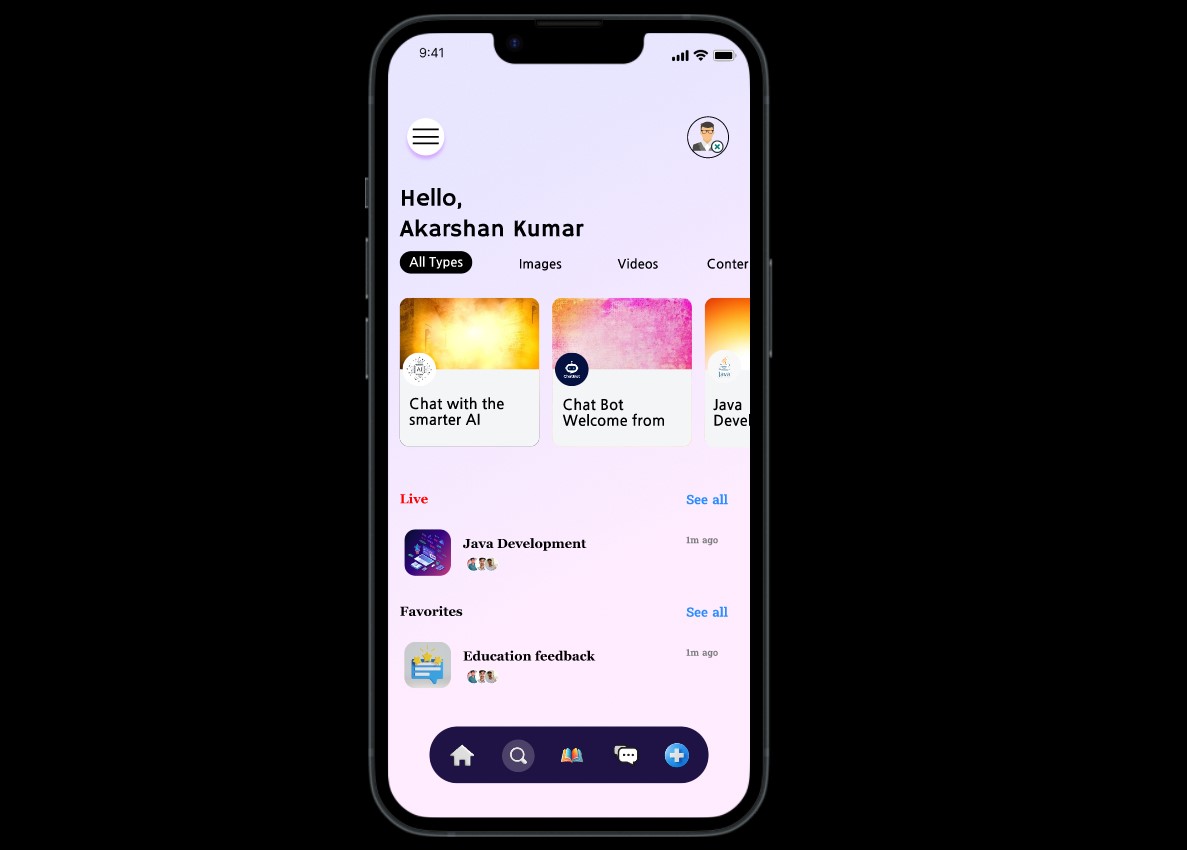 9:41
Hello,
Akarshan Kumar
All Types Images Videos Conter
AI
ChatBot
Java
Chat with the
smarter AI
Chat Bot
Welcome from
Java
Devel
Live See all
Java Development 1m ago
Favorites See all
Education feedback 1m ago